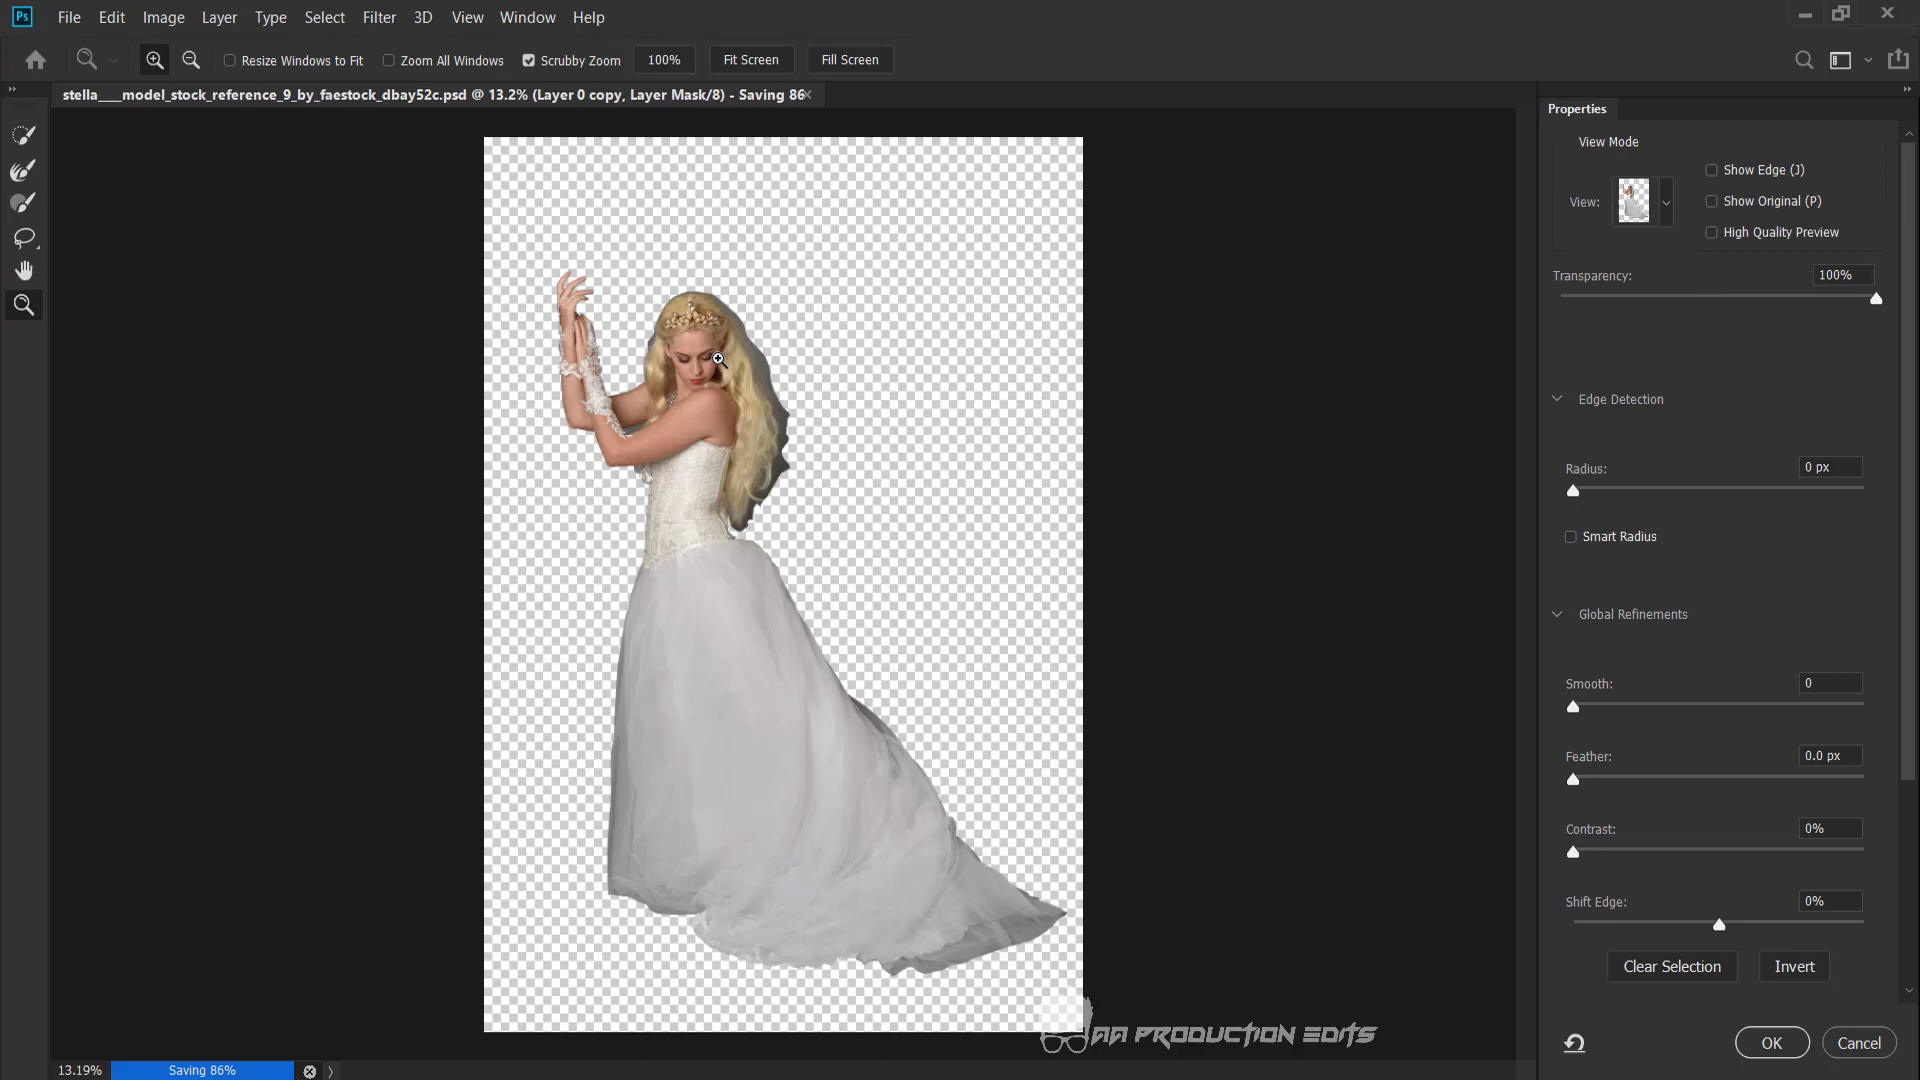 Ps File Edit Image Layer Type Select Filter 3D View Window Help
Resize Windows to Fit Zoom All Windows Scrubby Zoom 100% Fit Screen Fill Screen
stella___model_stock_reference_9_by_faestock_dbay52c.psd @ 13.2% (Layer 0 copy, Layer Mask/8) - Saving 86
Properties
View Mode
Show Edge (J)
View:
Show Original (P)
High Quality Preview
Transparency: 100%
Edge Detection
Radius: 0 px
Smart Radius
Global Refinements
Smooth: 0
Feather: 0.0 px
Contrast: 0%
Shift Edge: 0%
Clear Selection Invert
AA PRODUCTION EDITS
OK Cancel
13.19% Saving 86%